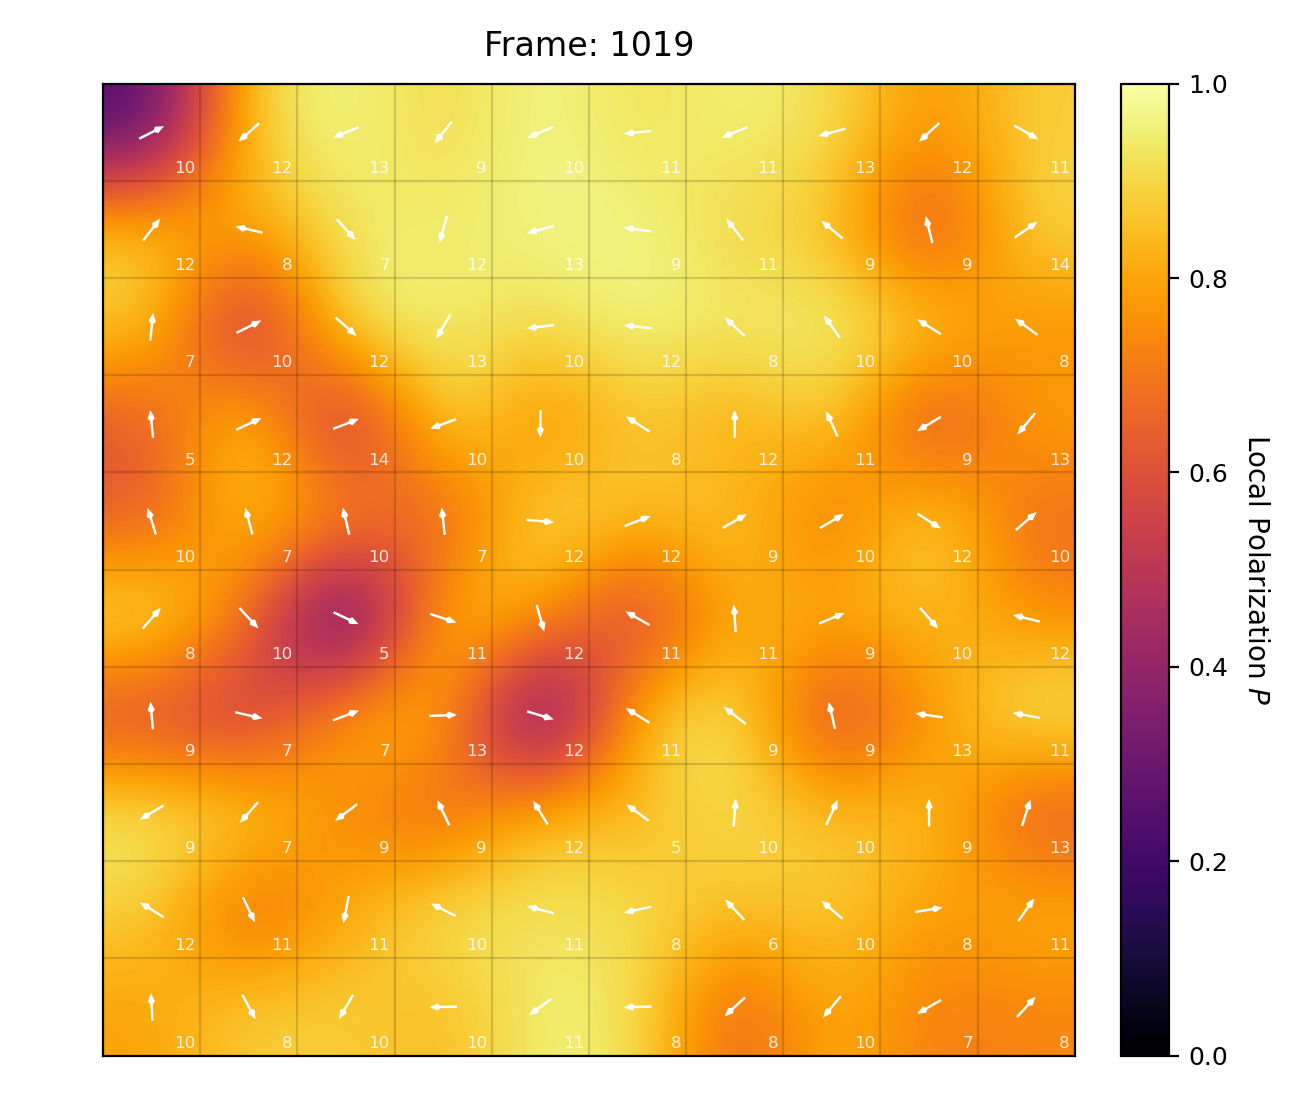 Frame: 1019
10 12 13 9 10 11 11 13 12 11
12 8 7 12 13 9 11 9 9 14
7 10 12 13 10 12 8 10 10 8
5 12 14 10 10 8 12 11 9 13
10 7 10 7 12 12 9 10 12 10
8 10 5 11 12 11 11 9 10 12
9 7 7 13 12 11 9 9 13 11
9 7 9 9 12 5 10 10 9 13
12 11 11 10 11 8 6 10 8 11
10 8 10 10 11 8 8 10 7 8
1.0
0.8
0.6
0.4
0.2
0.0
Local Polarization P